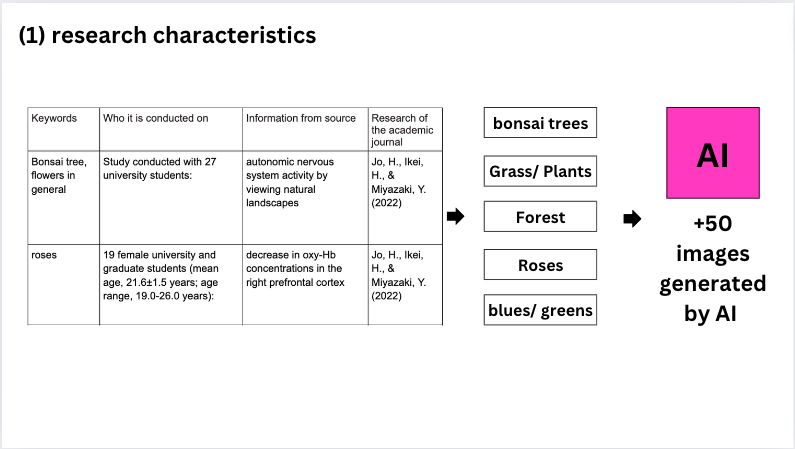 (1) research characteristics
Keywords
Who it is conducted on
Information from source
Research of
the academic
journal
Bonsai tree,
flowers in
general
Study conducted with 27
university students:
autonomic nervous
system activity by
viewing natural
landscapes
Jo, H., Ikei,
H., &
Miyazaki, Y.
(2022)
roses
19 female university and
graduate students (mean
age, 21.6±1.5 years; age
range, 19.0-26.0 years):
decrease in oxy-Hb
concentrations in the
right prefrontal cortex
Jo, H., Ikei,
H., &
Miyazaki, Y.
(2022)
bonsai trees
Grass/ Plants
Forest
Roses
blues/ greens
AI
+50
images
generated
by AI